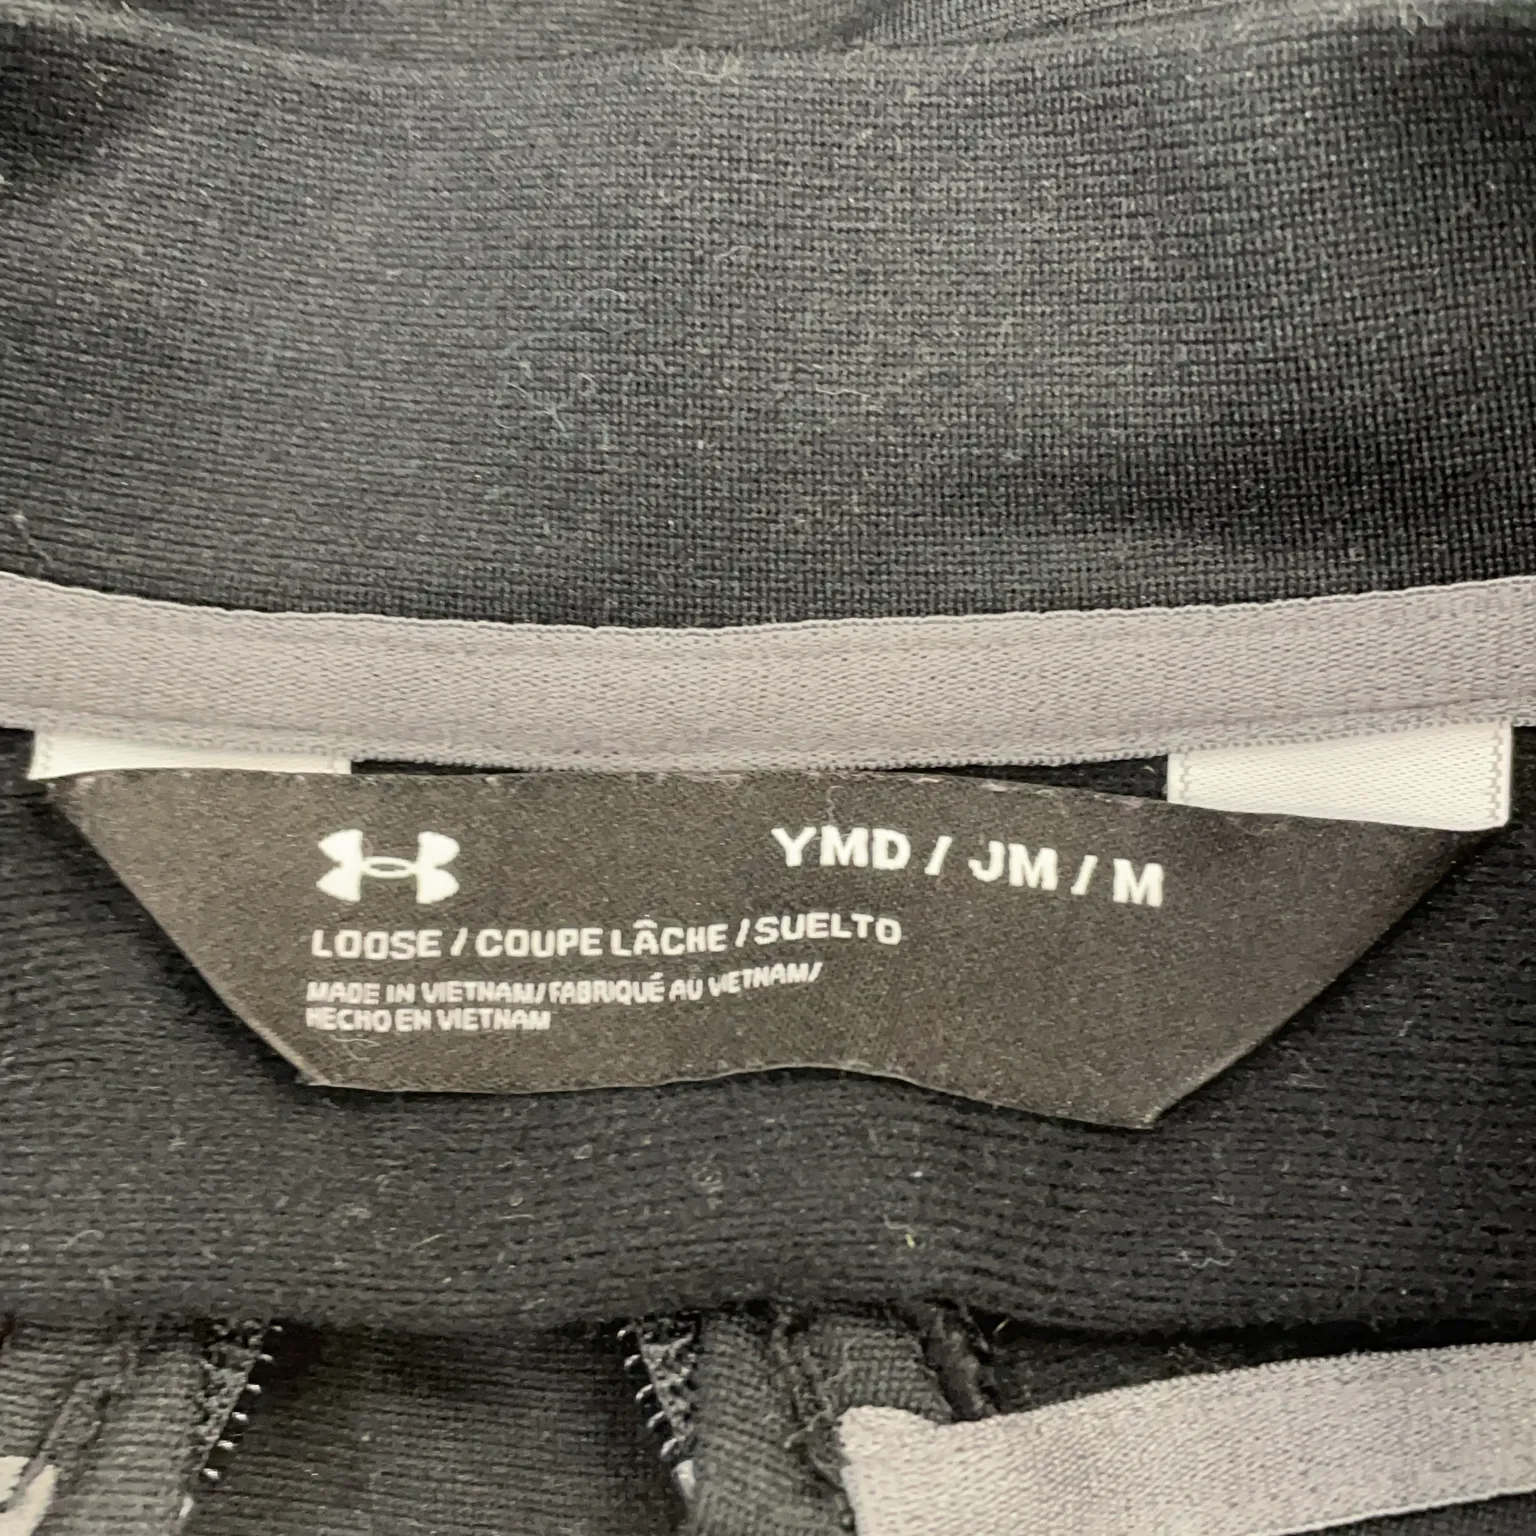 YMD / JM / M
LOOSE / COUPE LÂCHE / SUELTO
MADE IN VIETNAM/FABRIQUÉ AU VIETNAM/
HECHO EN VIETNAM